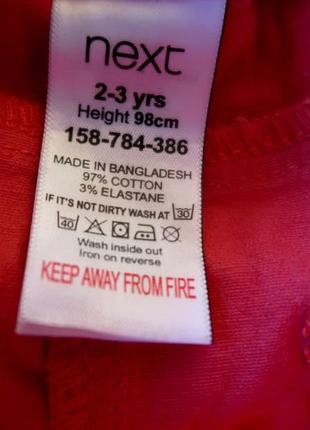 next
2-3 yrs
Height 98cm
158-784-386
MADE IN BANGLADESH
97% COTTON
3% ELASTANE
IF IT'S NOT DIRTY WASH AT 30
40
Wash inside out
Iron on reverse
KEEP AWAY FROM FIRE